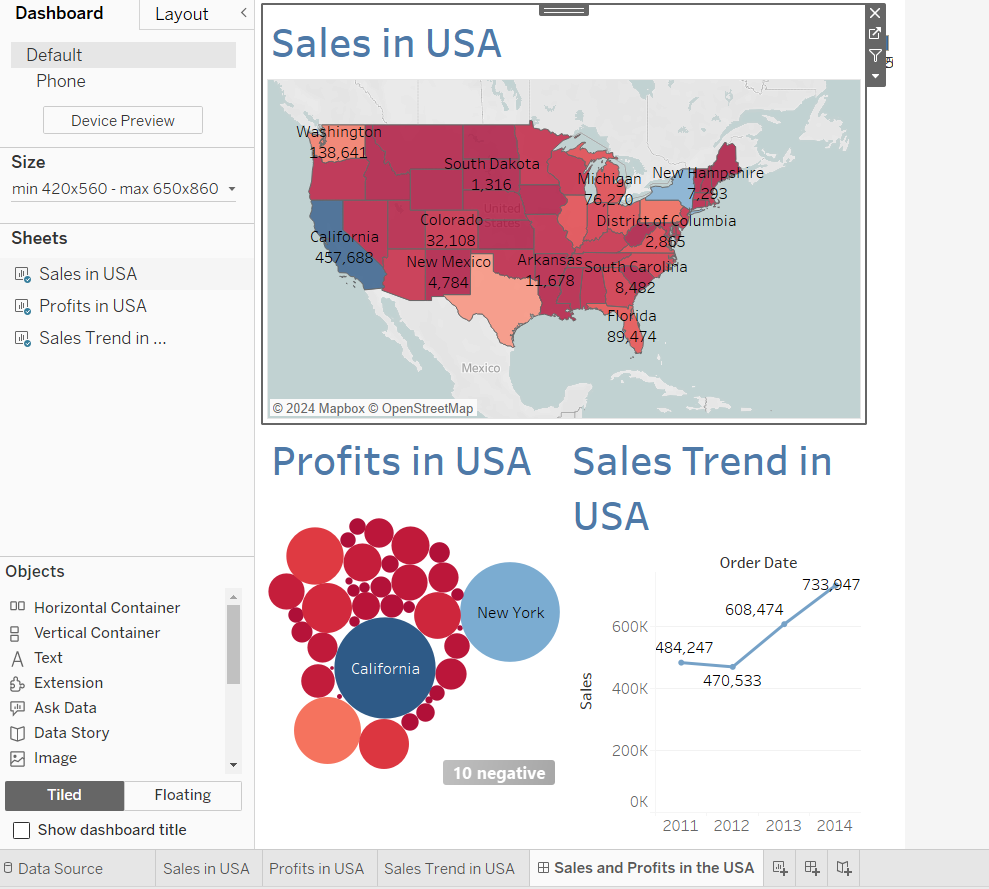 Dashboard
Layout
<
Default
Phone
Device Preview
Size
min 420x560 - max 650x860
Sheets
Sales in USA
Profits in USA
Sales Trend in ...
Objects
Horizontal Container
Vertical Container
Text
Extension
Ask Data
Data Story
Image
Tiled
Floating
Show dashboard title
Sales in USA
Washington
138,641
South Dakota
1,316
Michigan
76,270
New Hampshire
7,293
United
States
Colorado
32,108
District of Columbia
2,865
California
457,688
New Mexico
4,784
Arkansas
11,678
South Carolina
8,482
Florida
89,474
Mexico
© 2024 Mapbox © OpenStreetMap
Profits in USA
New York
California
10 negative
Sales Trend in
USA
Order Date
733,947
608,474
484,247
470,533
Sales
600K
400K
200K
0K
2011 2012 2013 2014
Data Source
Sales in USA
Profits in USA
Sales Trend in USA
Sales and Profits in the USA